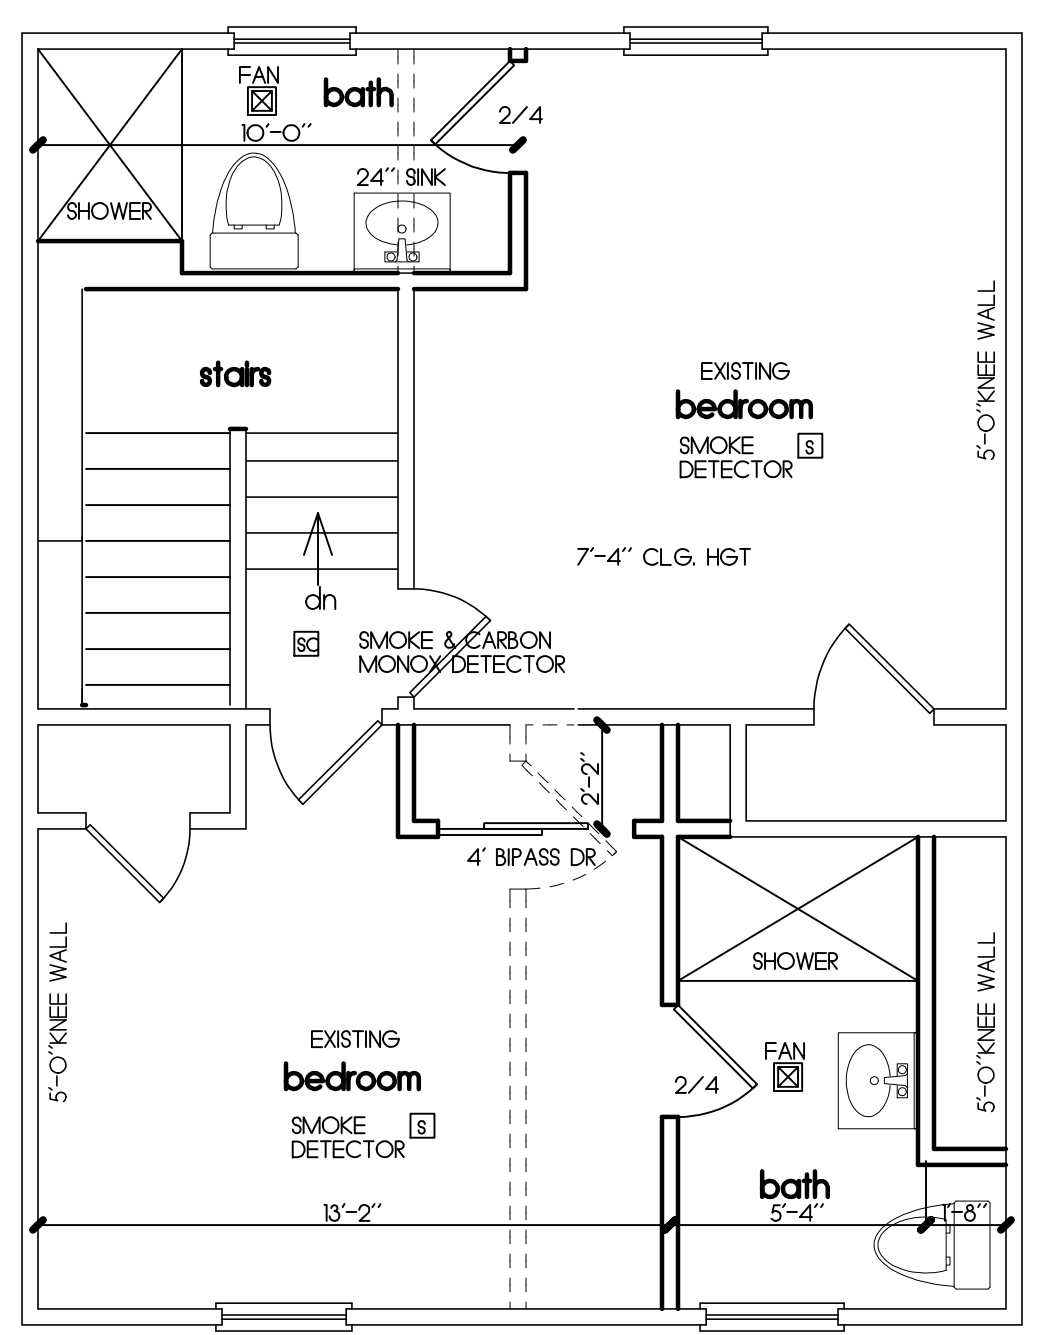 FAN
bath
2/4
10'-0"
24" SINK
SHOWER
5'-0"KNEE WALL
stairs
EXISTING
bedroom
SMOKE S
DETECTOR
7'-4" CLG. HGT
dn
SC SMOKE & CARBON
MONOX DETECTOR
2'-2"
4' BIPASS DR
SHOWER
5'-0"KNEE WALL
5'-0"KNEE WALL
EXISTING
bedroom
SMOKE S
DETECTOR
FAN
2/4
bath
13'-2"
5'-4"
1'-8"